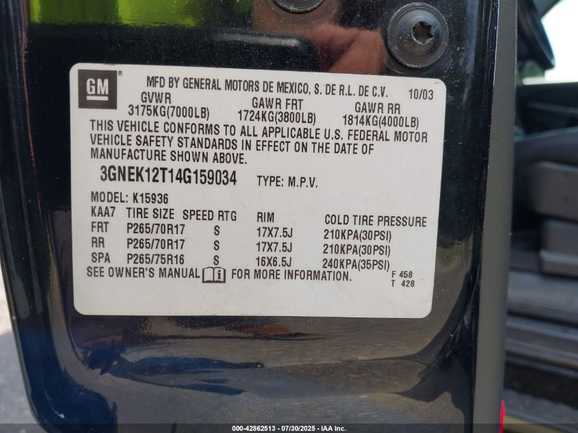 GM
MFD BY GENERAL MOTORS DE MEXICO, S. DE R.L. DE C.V. 10/03
GVWR GAWR FRT GAWR RR
3175KG(7000LB) 1724KG(3800LB) 1814KG(4000LB)
THIS VEHICLE CONFORMS TO ALL APPLICABLE U.S. FEDERAL MOTOR
VEHICLE SAFETY STANDARDS IN EFFECT ON THE DATE OF
MANUFACTURE SHOWN ABOVE.
3GNEK12T14G159034 TYPE: M.P.V.
MODEL: K15936
KAA7 TIRE SIZE SPEED RTG RIM COLD TIRE PRESSURE
FRT P265/70R17 S 17X7.5J 210KPA(30PSI)
RR P265/70R17 S 17X7.5J 210KPA(30PSI)
SPA P265/75R16 S 16X6.5J 240KPA(35PSI)
SEE OWNER'S MANUAL FOR MORE INFORMATION.
F 458
T 428
000-42862513 - 07/30/2025 - IAA Inc.